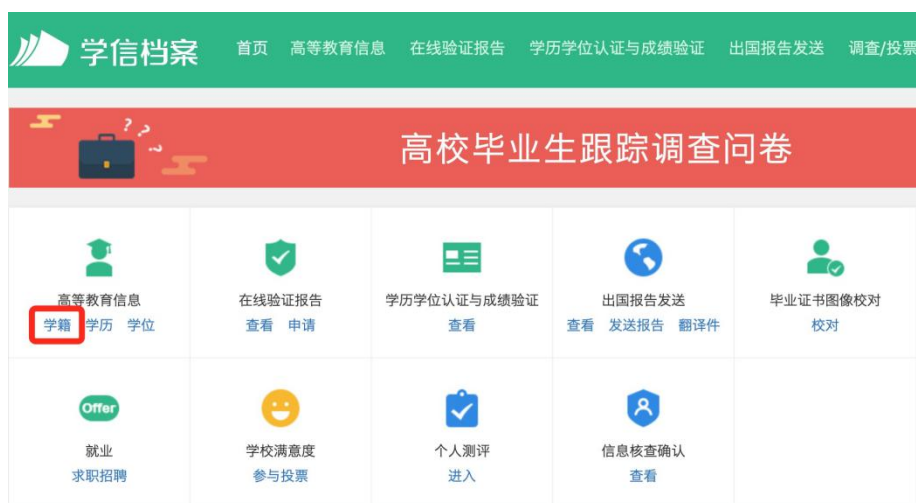 学信档案 首页 高等教育信息 在线验证报告 学历学位认证与成绩验证 出国报告发送 调查/投票
? ? ? ?
高校毕业生跟踪调查问卷
高等教育信息 在线验证报告 学历学位认证与成绩验证 出国报告发送 毕业证书图像校对
学籍 学历 学位 查看 申请 查看 查看 发送报告 翻译件 校对
Offer
就业 学校满意度 个人测评 信息核查确认
求职招聘 参与投票 进入 查看